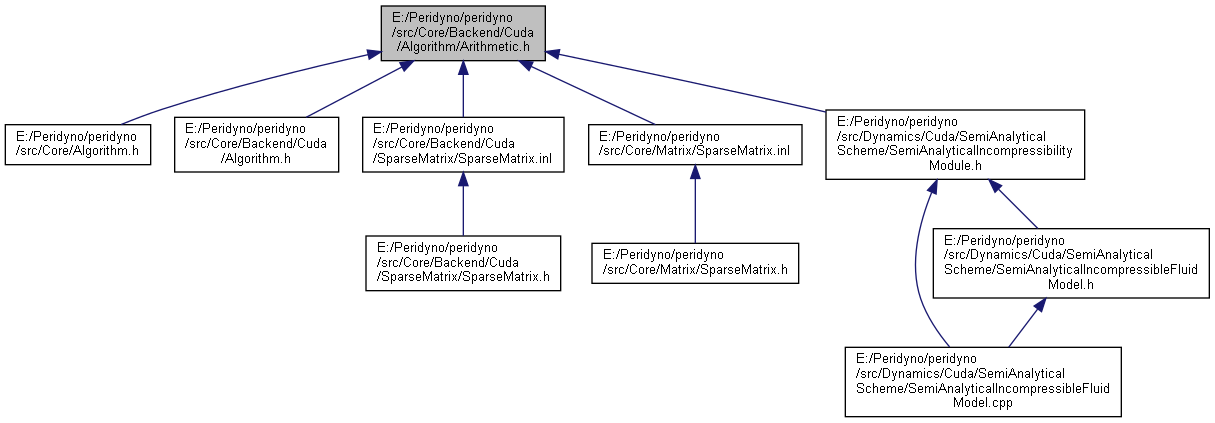 E:/Peridyno/peridyno
/src/Core/Backend/Cuda
/Algorithm/Arithmetic.h
E:/Peridyno/peridyno
/src/Core/Algorithm.h
E:/Peridyno/peridyno
/src/Core/Backend/Cuda
/Algorithm.h
E:/Peridyno/peridyno
/src/Core/Backend/Cuda
/SparseMatrix/SparseMatrix.inl
E:/Peridyno/peridyno
/src/Core/Matrix/SparseMatrix.inl
E:/Peridyno/peridyno
/src/Dynamics/Cuda/SemiAnalytical
Scheme/SemiAnalyticalIncompressibility
Module.h
E:/Peridyno/peridyno
/src/Core/Backend/Cuda
/SparseMatrix/SparseMatrix.h
E:/Peridyno/peridyno
/src/Core/Matrix/SparseMatrix.h
E:/Peridyno/peridyno
/src/Dynamics/Cuda/SemiAnalytical
Scheme/SemiAnalyticalIncompressibleFluid
Model.h
E:/Peridyno/peridyno
/src/Dynamics/Cuda/SemiAnalytical
Scheme/SemiAnalyticalIncompressibleFluid
Model.cpp